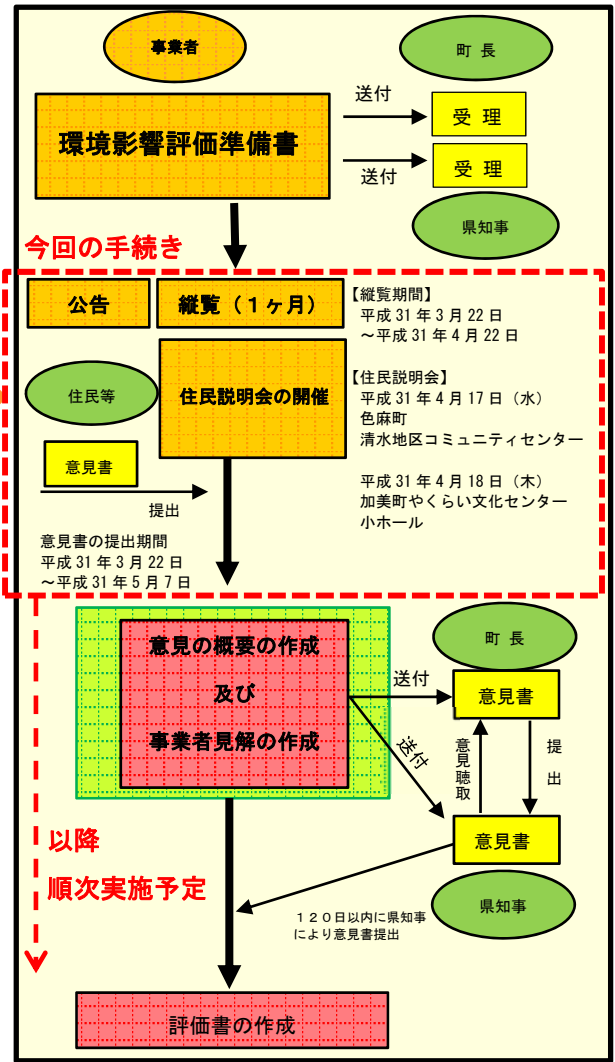 事業者
町 長
環境影響評価準備書
送付
受 理
送付
受 理
県知事
今回の手続き
公告
縦覧（１ヶ月）
【縦覧期間】
平成 31 年 3 月 22 日
～平成 31 年 4 月 22 日
住民等
住民説明会の開催
【住民説明会】
平成 31 年 4 月 17 日（水）
色麻町
清水地区コミュニティセンター
平成 31 年 4 月 18 日（木）
加美町やくらい文化センター
小ホール
意見書
提出
意見書の提出期間
平成 31 年 3 月 22 日
～平成 31 年 5 月 7 日
意見の概要の作成
及び
事業者見解の作成
町 長
送付
意見書
送付
意見聴取
提 出
意見書
県知事
以降
順次実施予定
１２０日以内に県知事
により意見書提出
評価書の作成